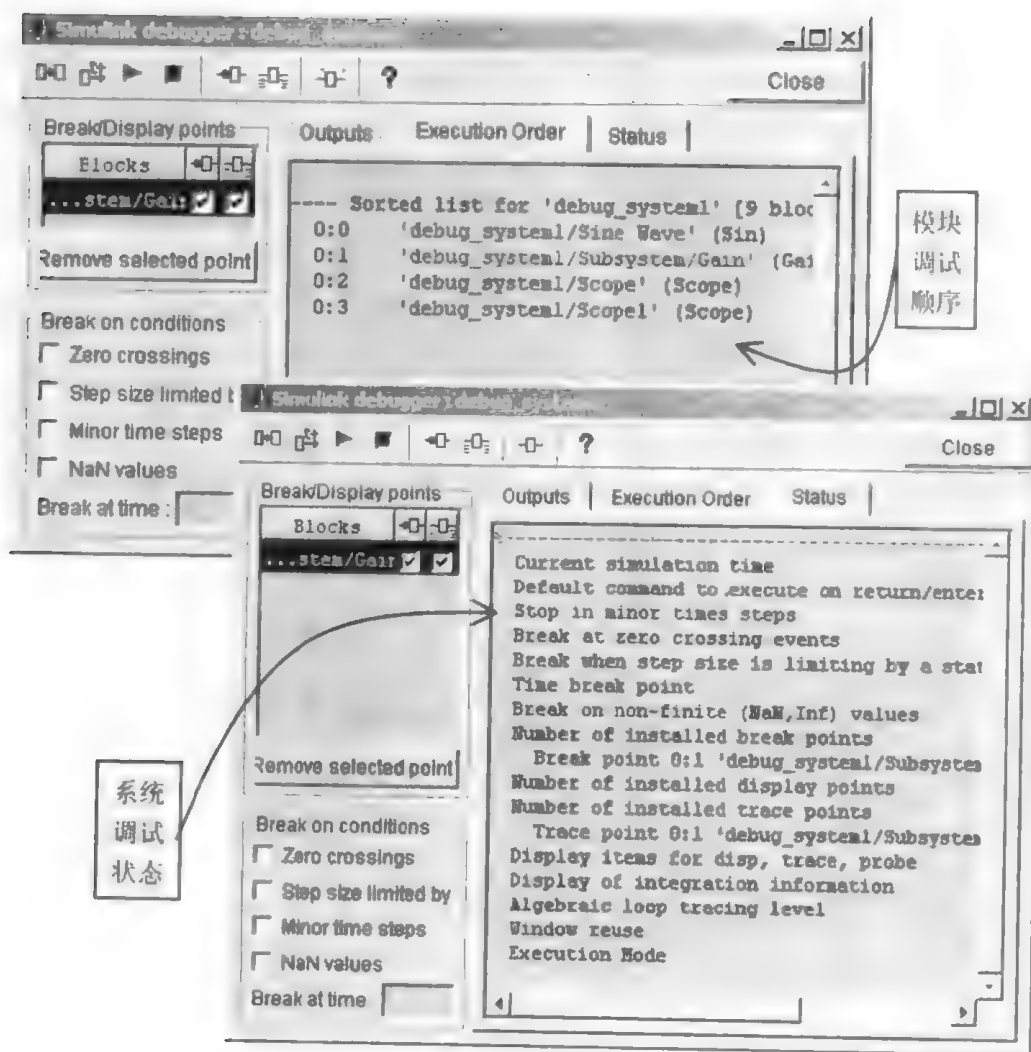 Simulink debugger : debug_
Close
Break/Display points
Blocks
...stem/Gai
Remove selected point
Break on conditions
Zero crossings
Step size limited b
Minor time steps
NaN values
Break at time :
Outputs
Execution Order
Status
---- Sorted list for 'debug_system1' [9 bloc
0:0 'debug_system1/Sine Wave' (Sin)
0:1 'debug_system1/Subsystem/Gain' (Gai
0:2 'debug_system1/Scope' (Scope)
0:3 'debug_system1/Scope1' (Scope)
模块
调试
顺序
Simulink debugger : debug_
?
Close
Break/Display points
Blocks
...stem/Gair
Remove selected point
Break on conditions
Zero crossings
Step size limited by
Minor time steps
NaN values
Break at time
Outputs
Execution Order
Status
Current simulation time
Default command to execute on return/enter
Stop in minor times steps
Break at zero crossing events
Break when step size is limiting by a stat
Time break point
Break on non-finite (NaN,Inf) values
Number of installed break points
Break point 0:1 'debug_system1/Subsystem
Number of installed display points
Number of installed trace points
Trace point 0:1 'debug_system1/Subsystem
Display items for disp, trace, probe
Display of integration information
Algebraic loop tracing level
Window reuse
Execution Mode
系统
调试
状态